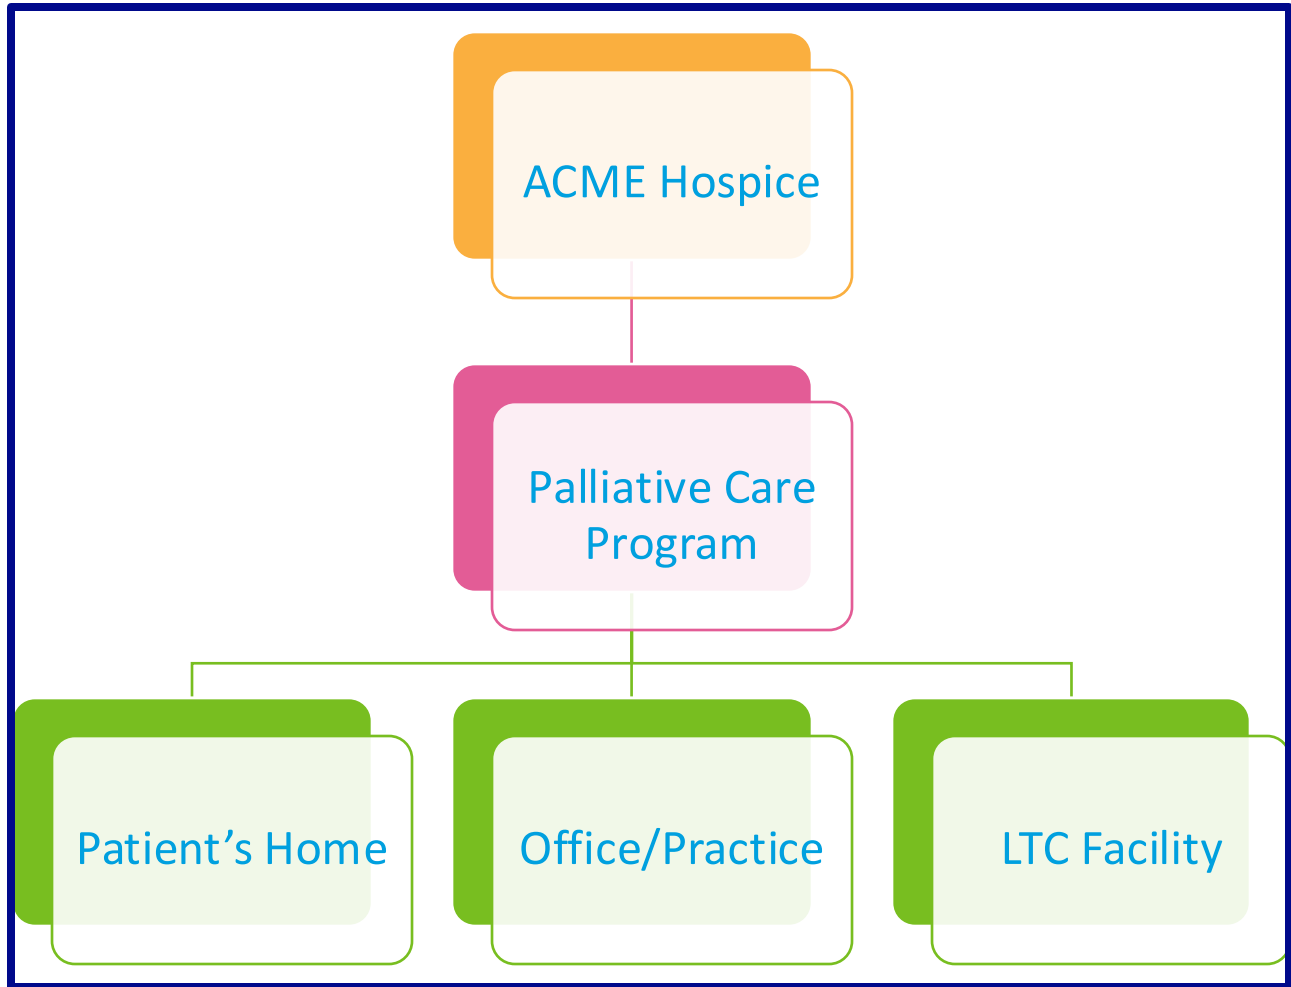 ACME Hospice
Palliative Care
Program
Patient’s Home
Office/Practice
LTC Facility